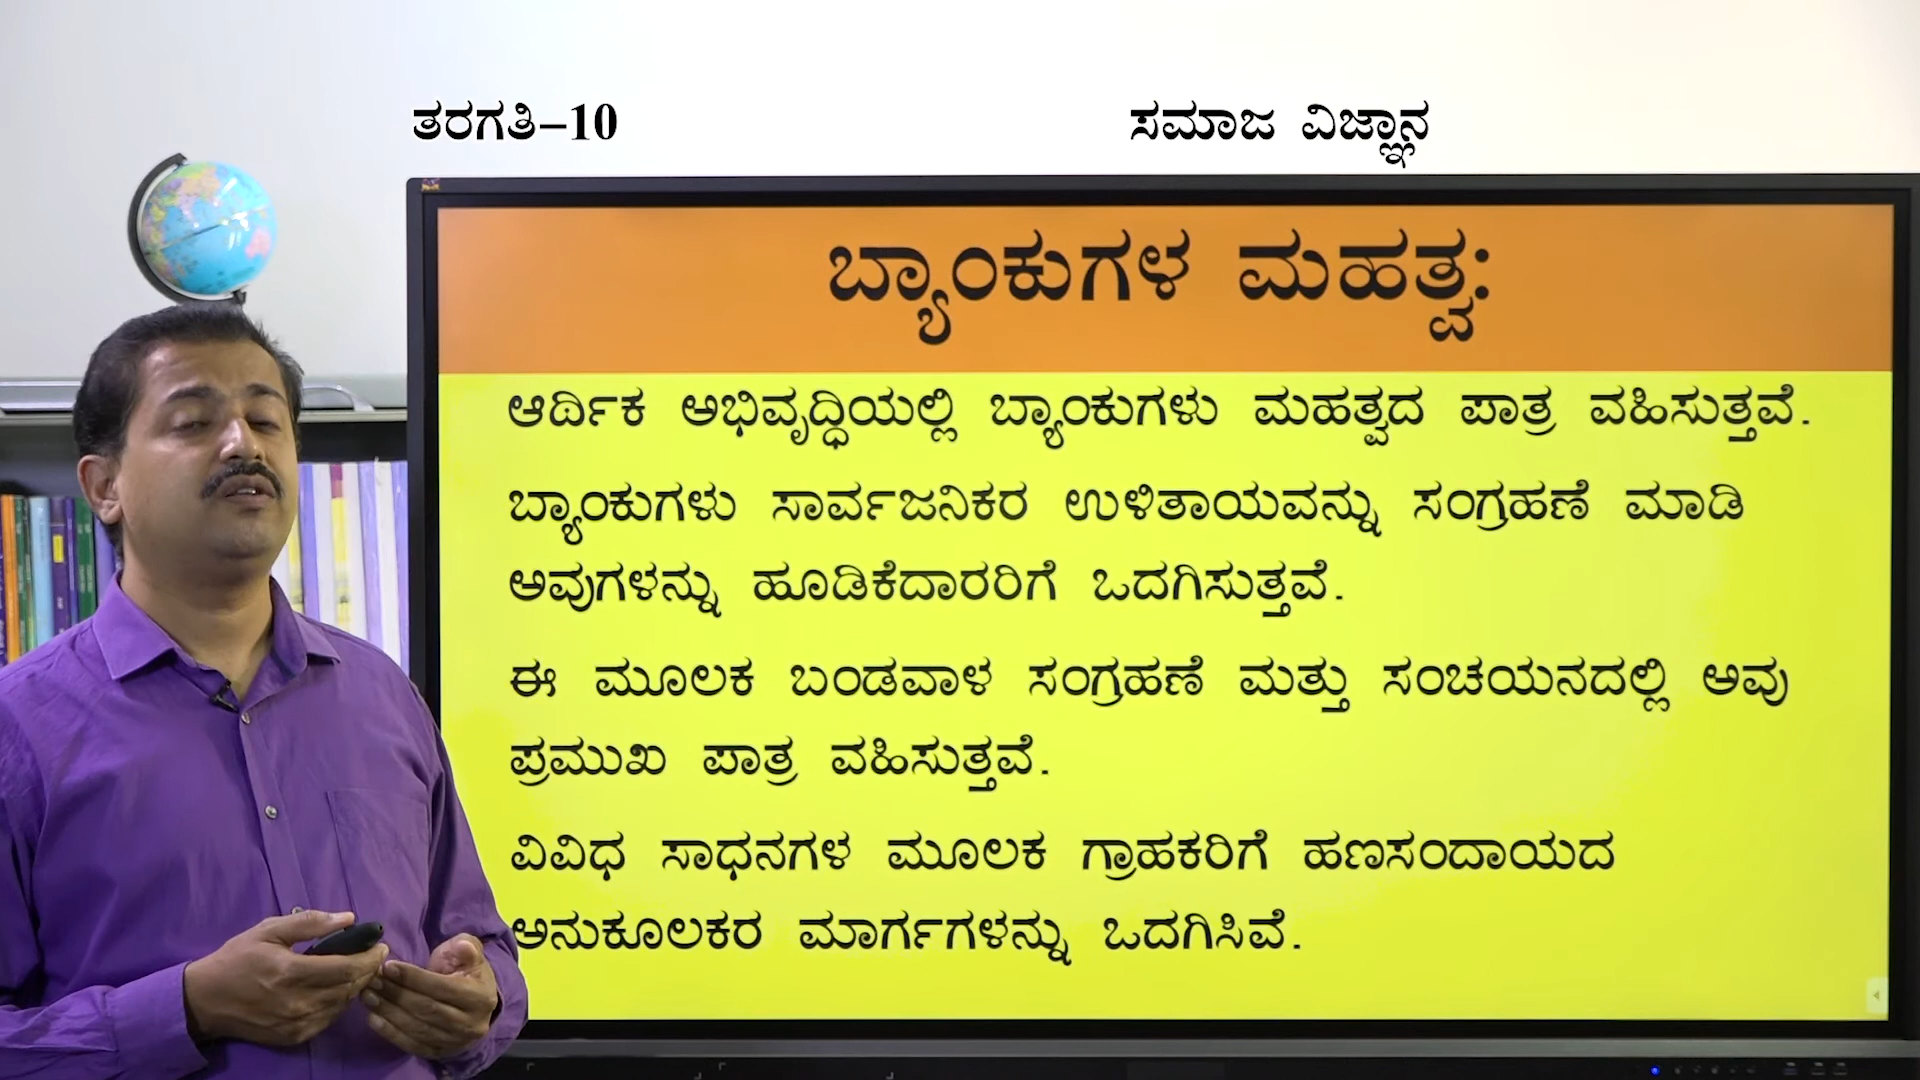 ತರಗತಿ–10
ಸಮಾಜ ವಿಜ್ಞಾನ
ಬ್ಯಾಂಕುಗಳ ಮಹತ್ವ:
ಆರ್ಥಿಕ ಅಭಿವೃದ್ಧಿಯಲ್ಲಿ ಬ್ಯಾಂಕುಗಳು ಮಹತ್ವದ ಪಾತ್ರ ವಹಿಸುತ್ತವೆ.
ಬ್ಯಾಂಕುಗಳು ಸಾರ್ವಜನಿಕರ ಉಳಿತಾಯವನ್ನು ಸಂಗ್ರಹಣೆ ಮಾಡಿ
ಅವುಗಳನ್ನು ಹೂಡಿಕೆದಾರರಿಗೆ ಒದಗಿಸುತ್ತವೆ.
ಈ ಮೂಲಕ ಬಂಡವಾಳ ಸಂಗ್ರಹಣೆ ಮತ್ತು ಸಂಚಯನದಲ್ಲಿ ಅವು
ಪ್ರಮುಖ ಪಾತ್ರ ವಹಿಸುತ್ತವೆ.
ವಿವಿಧ ಸಾಧನಗಳ ಮೂಲಕ ಗ್ರಾಹಕರಿಗೆ ಹಣಸಂದಾಯದ
ಅನುಕೂಲಕರ ಮಾರ್ಗಗಳನ್ನು ಒದಗಿಸಿವೆ.